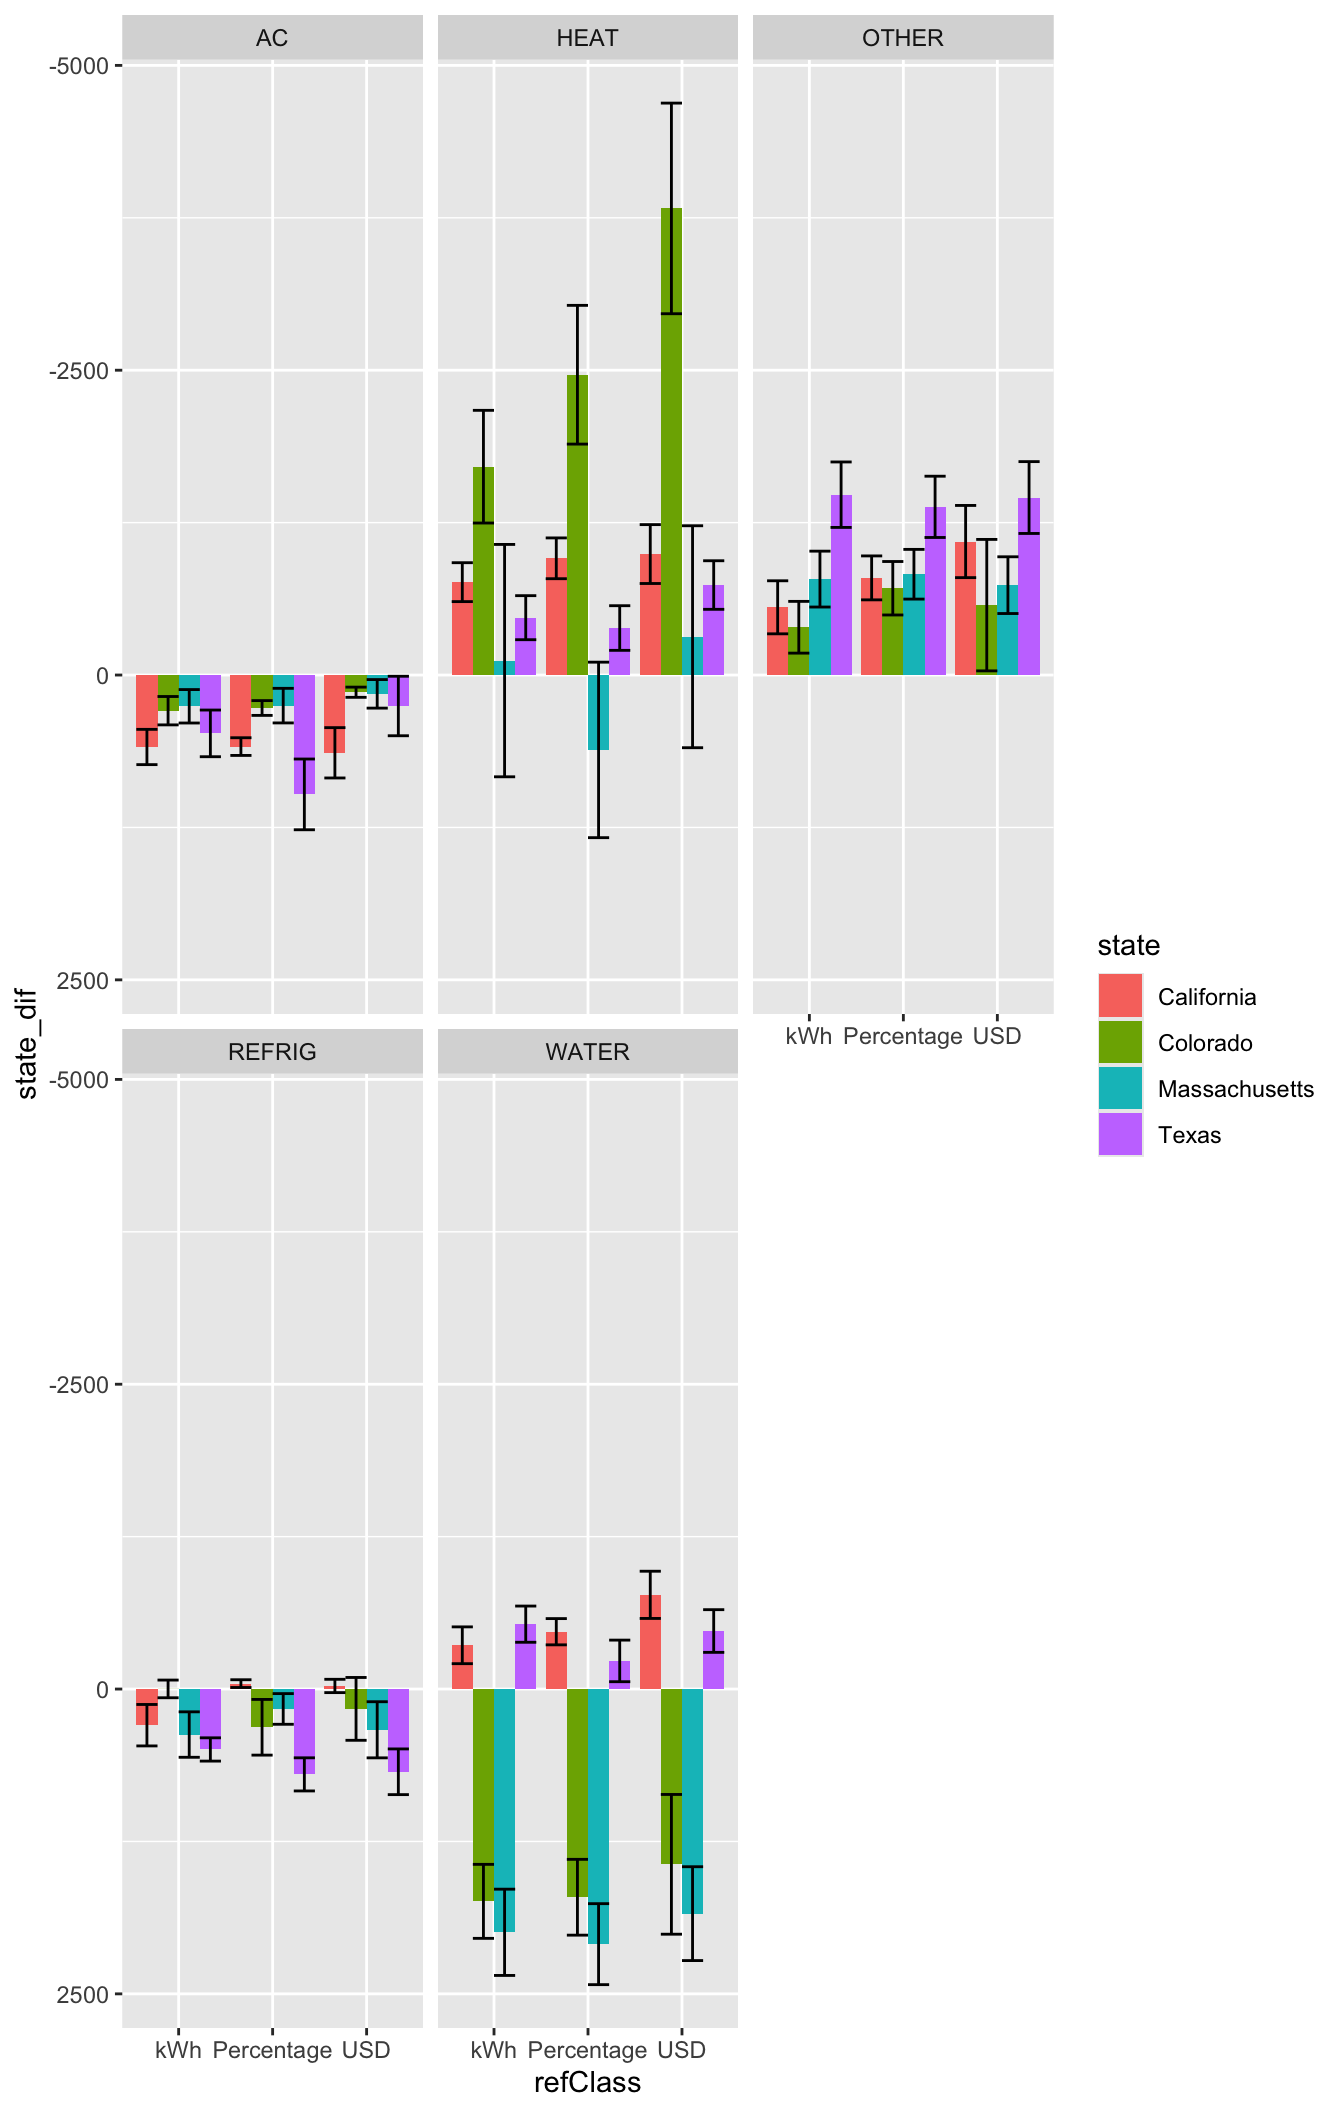 AC
HEAT
OTHER
-5000
-2500
0
2500
kWh Percentage USD
state_dif
REFRIG
WATER
-5000
-2500
0
2500
kWh Percentage USD
kWh Percentage USD
refClass
state
California
Colorado
Massachusetts
Texas